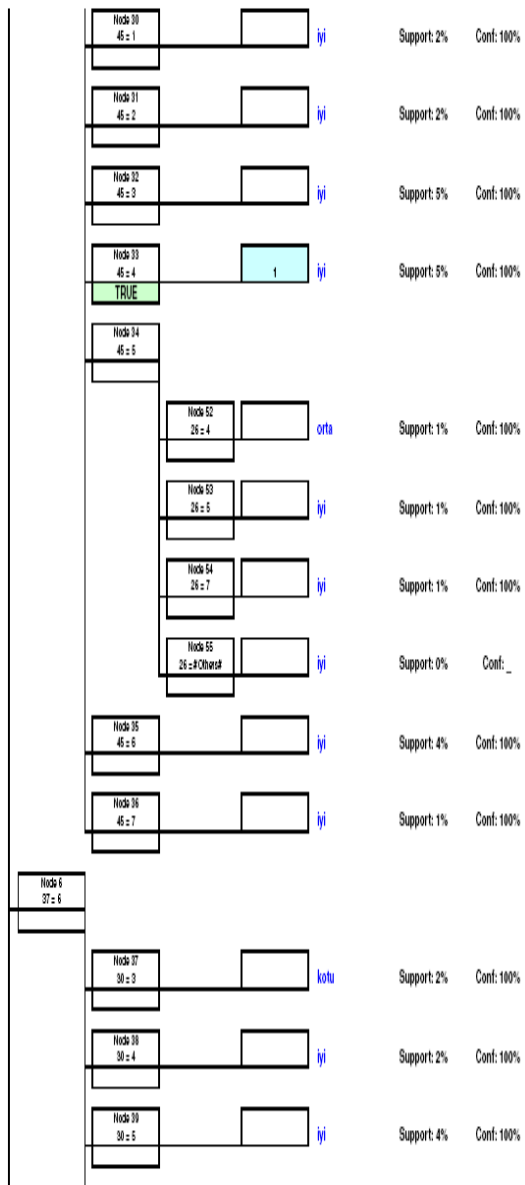 Node 30
45 = 1
iyi Support: 2% Conf: 100%
Node 31
45 = 2
iyi Support: 2% Conf: 100%
Node 32
45 = 3
iyi Support: 5% Conf: 100%
Node 33
45 = 4
TRUE
1
iyi Support: 5% Conf: 100%
Node 34
45 = 5
Node 52
26 = 4
orta Support: 1% Conf: 100%
Node 53
26 = 5
iyi Support: 1% Conf: 100%
Node 54
26 = 7
iyi Support: 1% Conf: 100%
Node 55
26 =#Others#
iyi Support: 0% Conf: _
Node 35
45 = 6
iyi Support: 4% Conf: 100%
Node 36
45 = 7
iyi Support: 1% Conf: 100%
Node 6
37 = 6
Node 37
30 = 3
kotu Support: 2% Conf: 100%
Node 38
30 = 4
iyi Support: 2% Conf: 100%
Node 39
30 = 5
iyi Support: 4% Conf: 100%